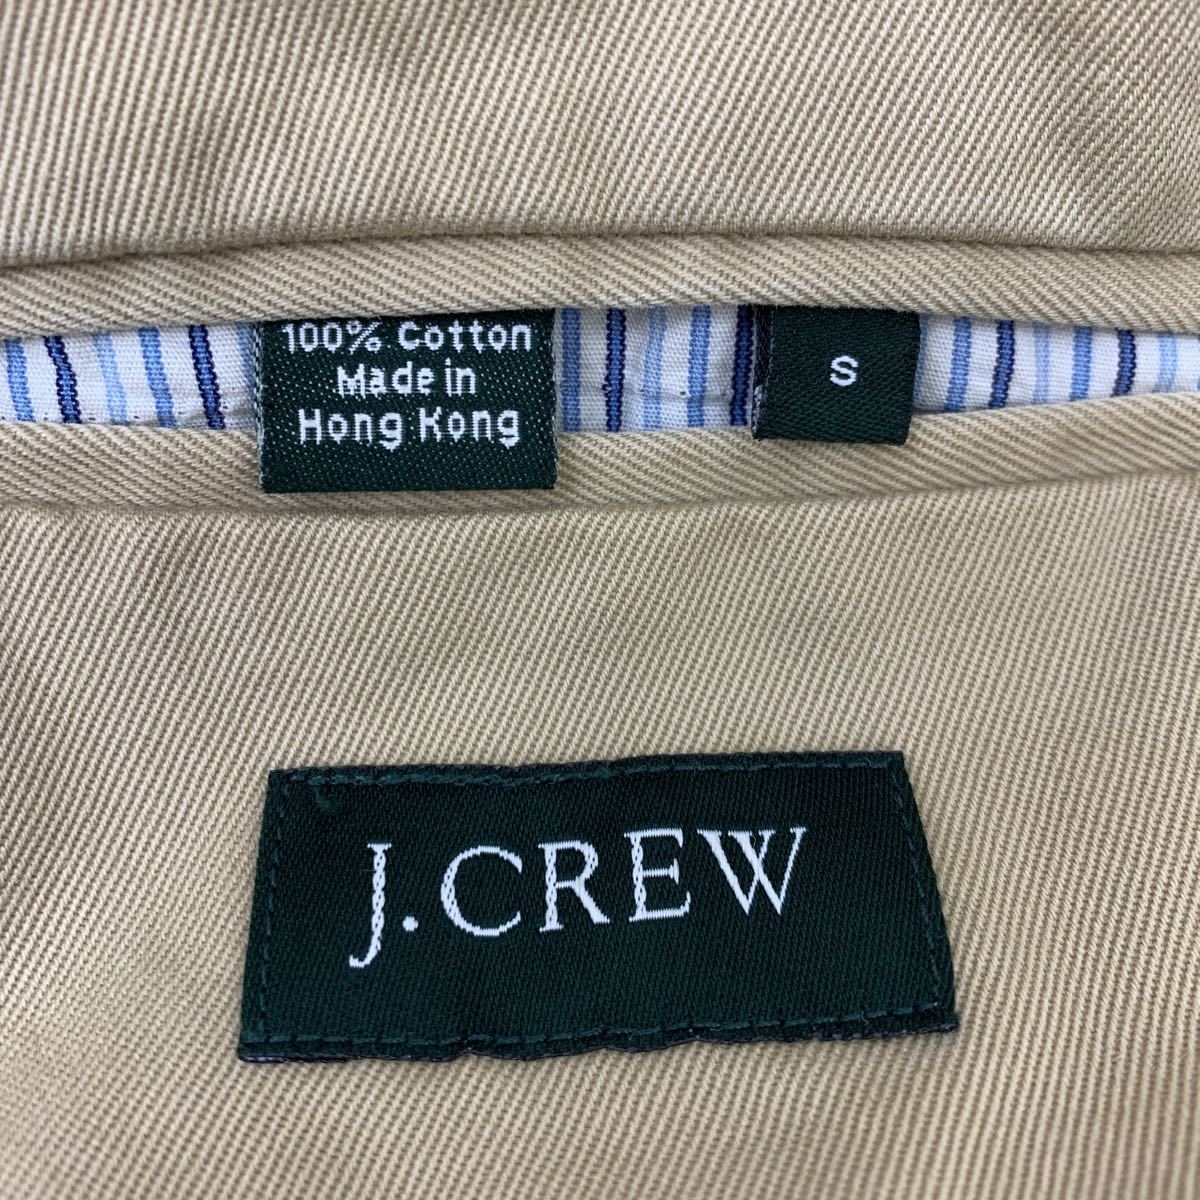 100% Cotton
Made in
Hong Kong
S
J.CREW